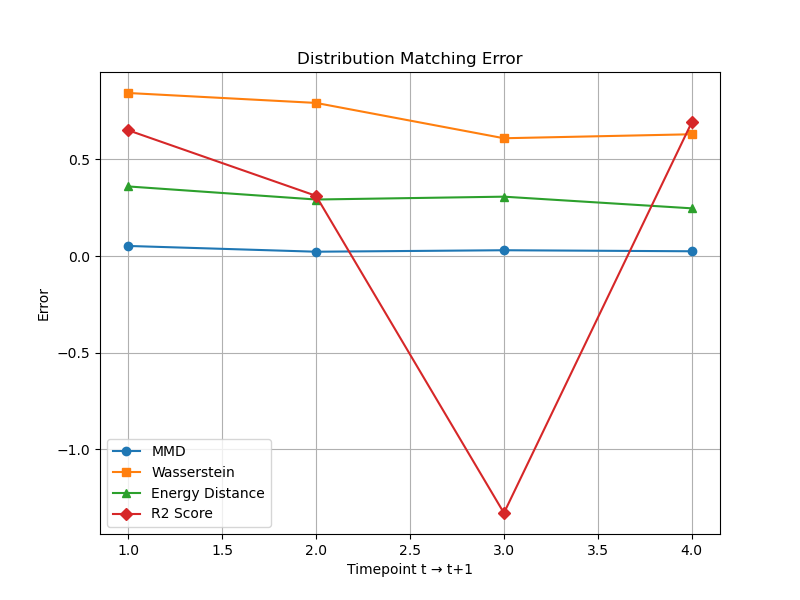 Distribution Matching Error
Error
0.5
0.0
−0.5
−1.0
MMD
Wasserstein
Energy Distance
R2 Score
1.0 1.5 2.0 2.5 3.0 3.5 4.0
Timepoint t → t+1